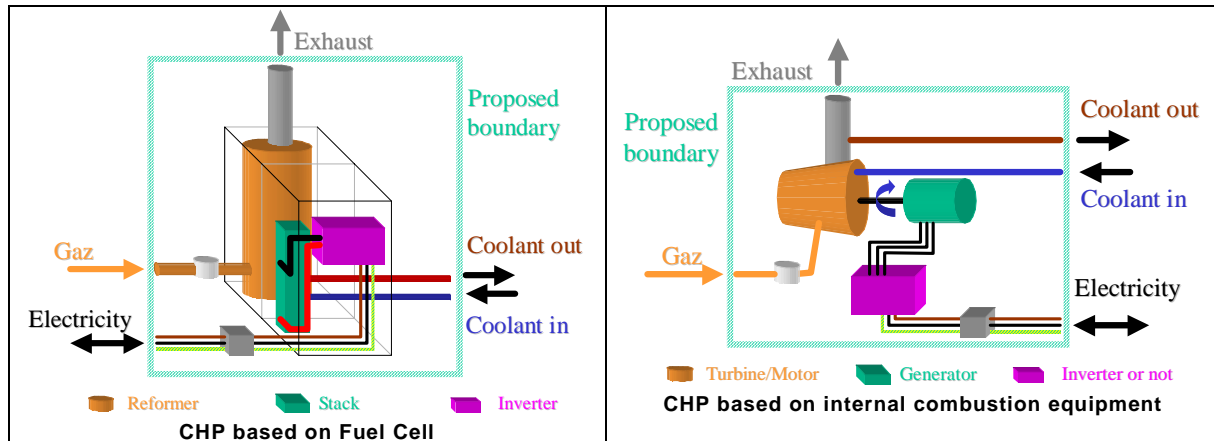 Exhaust
Proposed
boundary
Gaz
Coolant out
Electricity
Coolant in
Reformer
Stack
Inverter
CHP based on Fuel Cell
Exhaust
Coolant out
Proposed
boundary
Coolant in
Gaz
Electricity
Turbine/Motor
Generator
Inverter or not
CHP based on internal combustion equipment